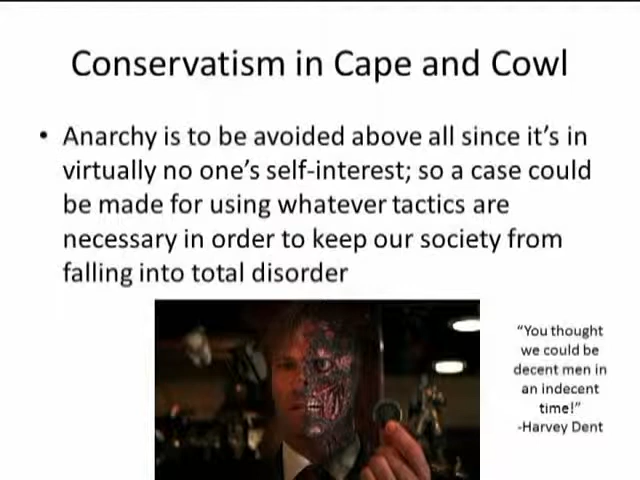 Conservatism in Cape and Cowl
• Anarchy is to be avoided above all since it's in
virtually no one's self-interest; so a case could
be made for using whatever tactics are
necessary in order to keep our society from
falling into total disorder
“You thought
we could be
decent men in
an indecent
time!”
-Harvey Dent